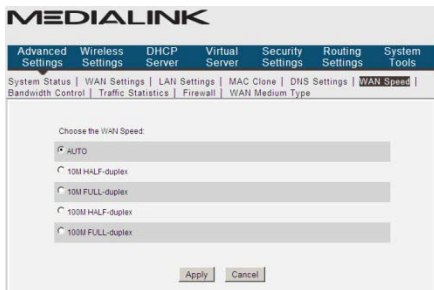 MEDIALINK
Advanced Settings Wireless Settings DHCP Server Virtual Server Security Settings Routing Settings System Tools
System Status | WAN Settings | LAN Settings | MAC Clone | DNS Settings | WAN Speed |
Bandwidth Control | Traffic Statistics | Firewall | WAN Medium Type
Choose the WAN Speed:
AUTO
10M HALF-duplex
10M FULL-duplex
100M HALF-duplex
100M FULL-duplex
Apply Cancel